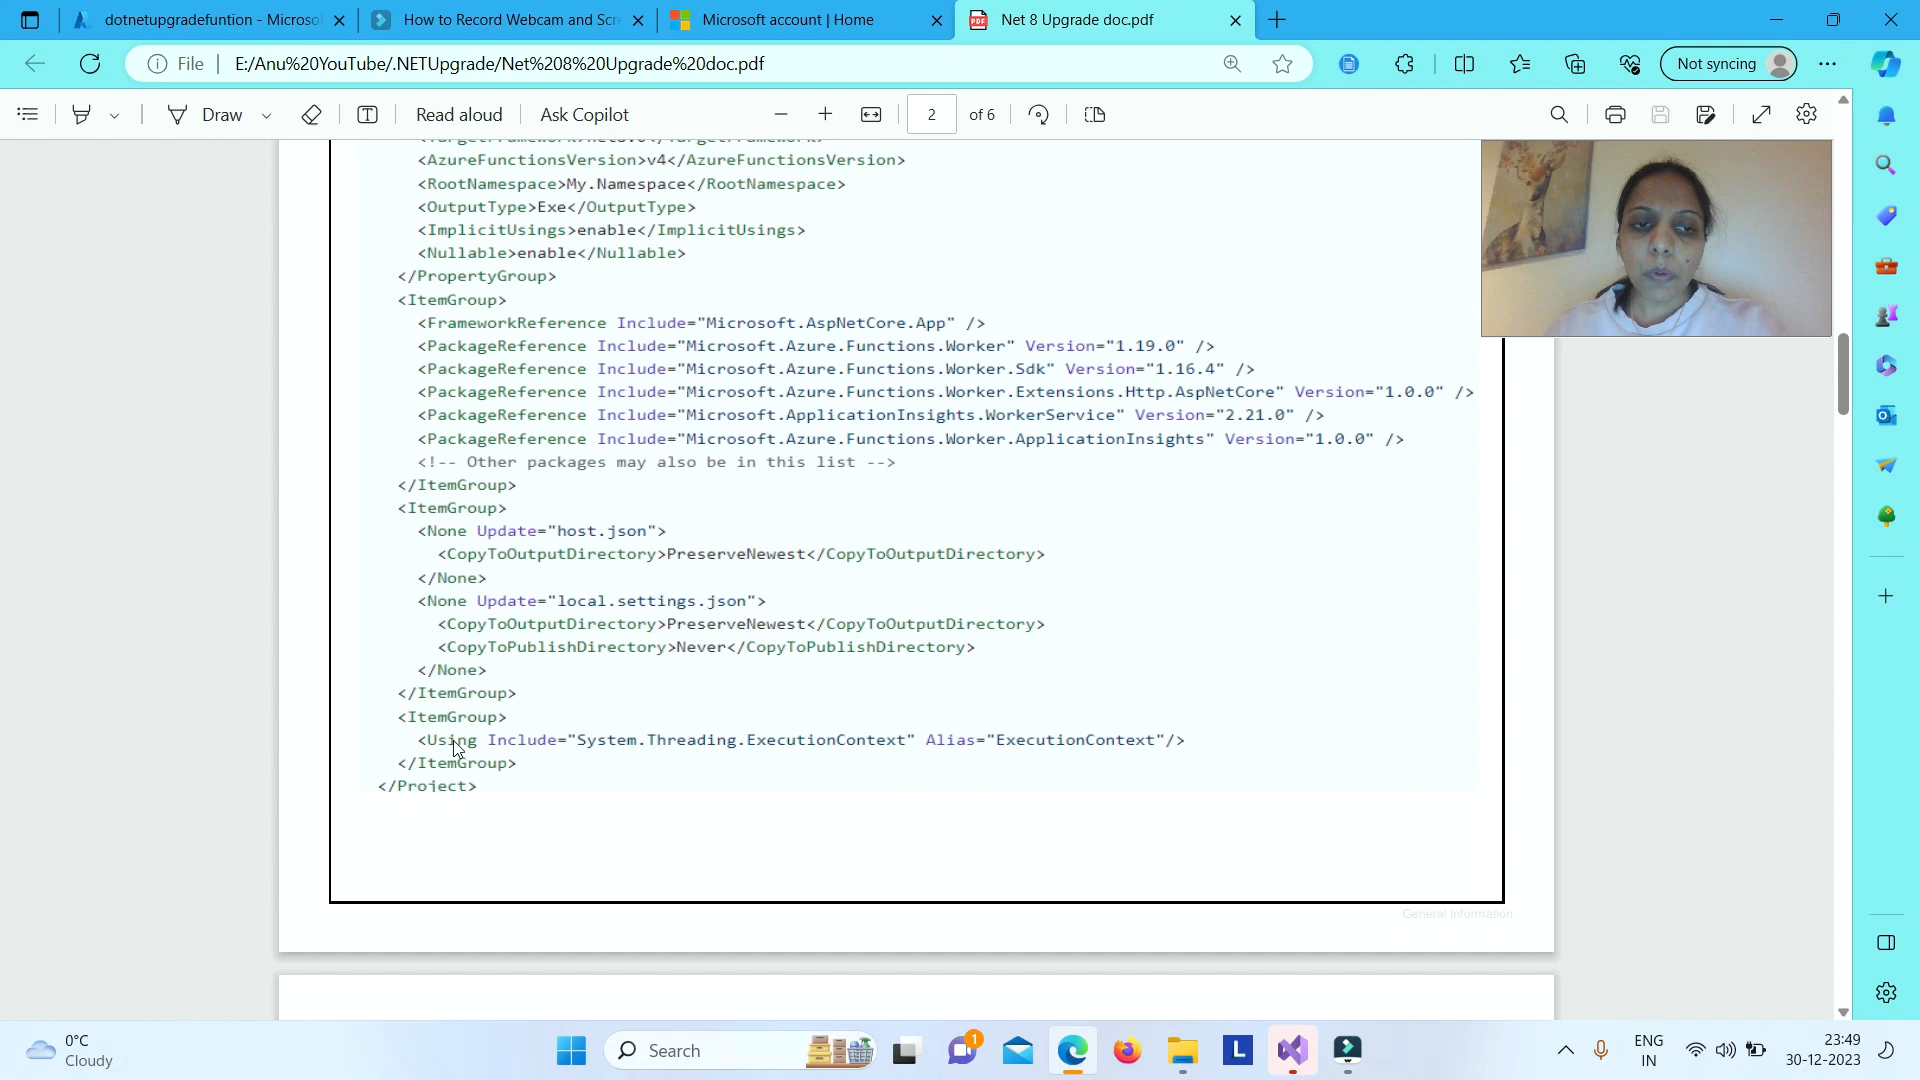 dotnetupgradefuntion - Microso
How to Record Webcam and Scr
Microsoft account | Home
Net 8 Upgrade doc.pdf
File
E:/Anu%20YouTube/.NETUpgrade/Net%208%20Upgrade%20doc.pdf
Not syncing
Draw
Read aloud
Ask Copilot
2
of 6
<AzureFunctionsVersion>v4</AzureFunctionsVersion>
<RootNamespace>My.Namespace</RootNamespace>
<OutputType>Exe</OutputType>
<ImplicitUsings>enable</ImplicitUsings>
<Nullable>enable</Nullable>
</PropertyGroup>
<ItemGroup>
<FrameworkReference Include="Microsoft.AspNetCore.App" />
<PackageReference Include="Microsoft.Azure.Functions.Worker" Version="1.19.0" />
<PackageReference Include="Microsoft.Azure.Functions.Worker.Sdk" Version="1.16.4" />
<PackageReference Include="Microsoft.Azure.Functions.Worker.Extensions.Http.AspNetCore" Version="1.0.0" />
<PackageReference Include="Microsoft.ApplicationInsights.WorkerService" Version="2.21.0" />
<PackageReference Include="Microsoft.Azure.Functions.Worker.ApplicationInsights" Version="1.0.0" />
<!-- Other packages may also be in this list -->
</ItemGroup>
<ItemGroup>
<None Update="host.json">
<CopyToOutputDirectory>PreserveNewest</CopyToOutputDirectory>
</None>
<None Update="local.settings.json">
<CopyToOutputDirectory>PreserveNewest</CopyToOutputDirectory>
<CopyToPublishDirectory>Never</CopyToPublishDirectory>
</None>
</ItemGroup>
<ItemGroup>
<Using Include="System.Threading.ExecutionContext" Alias="ExecutionContext"/>
</ItemGroup>
</Project>
General Information
0°C
Cloudy
Search
1
L
ENG
IN
23:49
30-12-2023